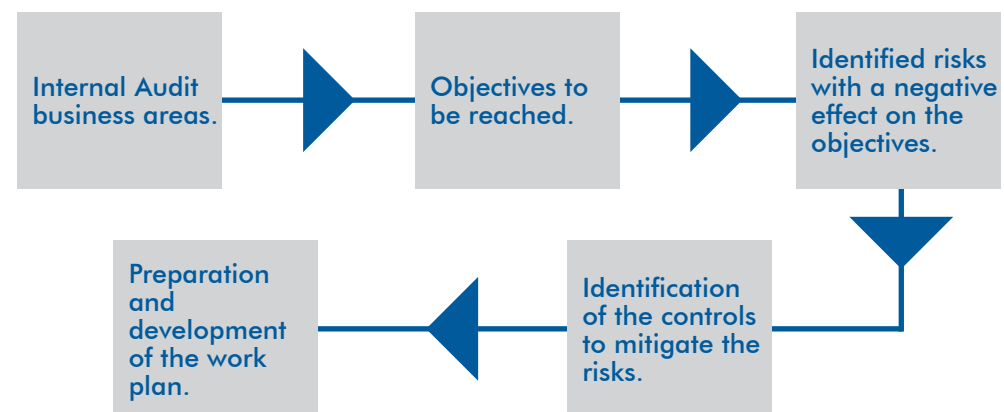 Internal Audit
business areas.
Objectives to
be reached.
Identified risks
with a negative
effect on the
objectives.
Identification
of the controls
to mitigate the
risks.
Preparation
and
development
of the work
plan.